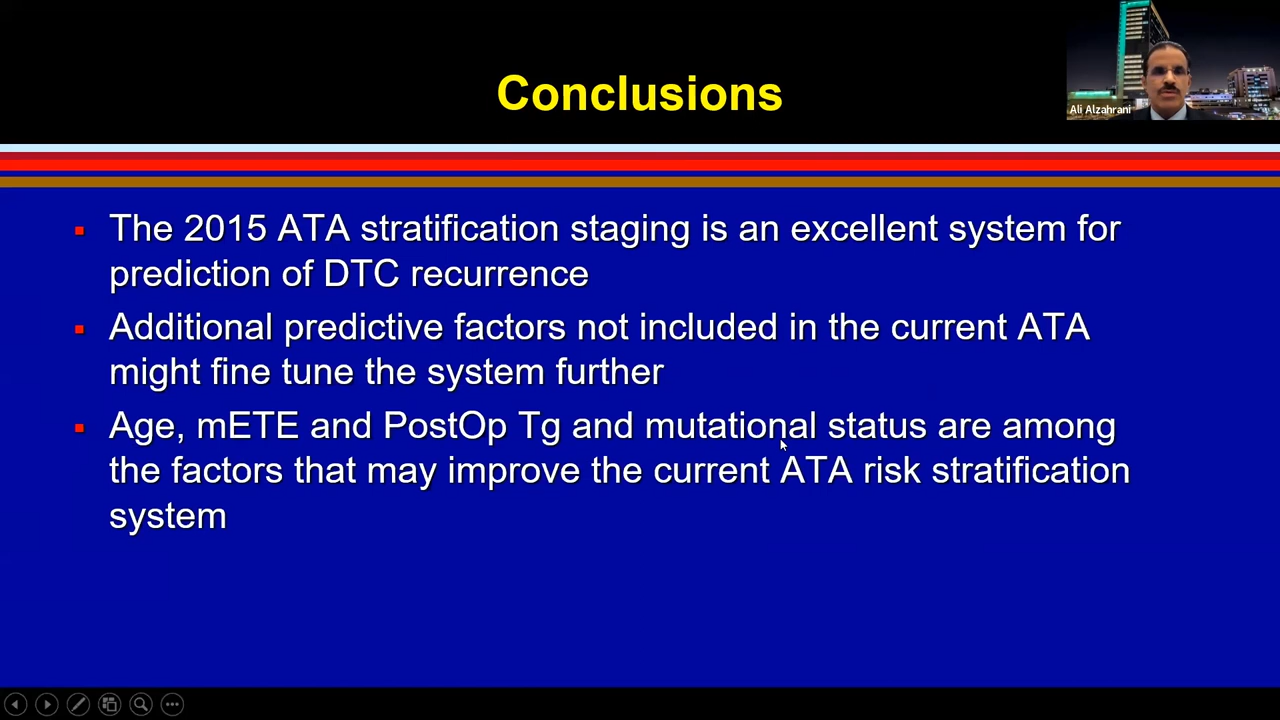 Conclusions
Ali Alzahrani
The 2015 ATA stratification staging is an excellent system for
prediction of DTC recurrence
Additional predictive factors not included in the current ATA
might fine tune the system further
Age, mETE and PostOp Tg and mutational status are among
the factors that may improve the current ATA risk stratification
system